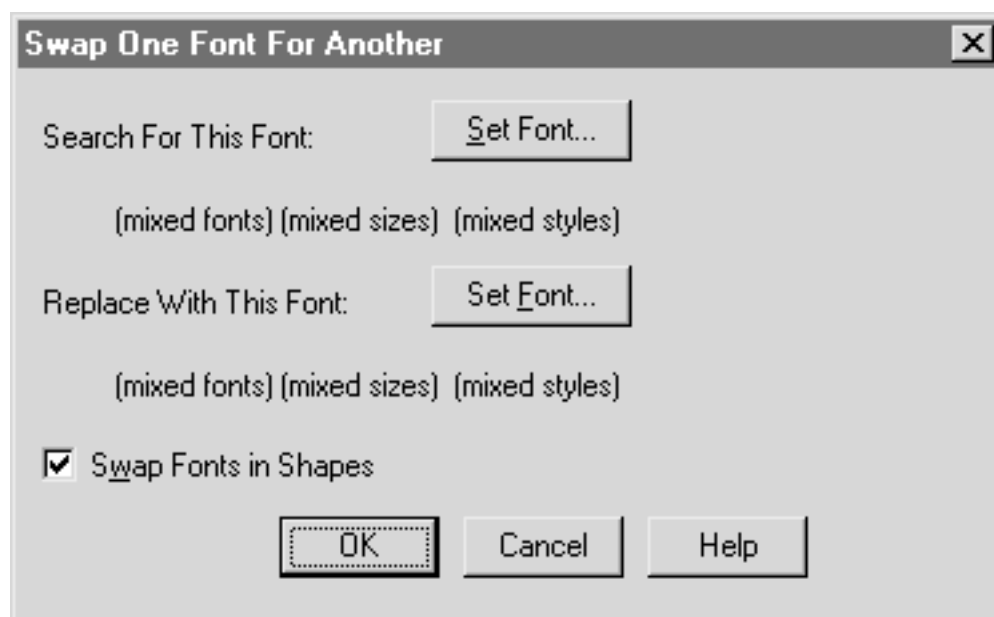 Swap One Font For Another
Search For This Font: Set Font...
(mixed fonts) (mixed sizes) (mixed styles)
Replace With This Font: Set Font...
(mixed fonts) (mixed sizes) (mixed styles)
Swap Fonts in Shapes
OK Cancel Help